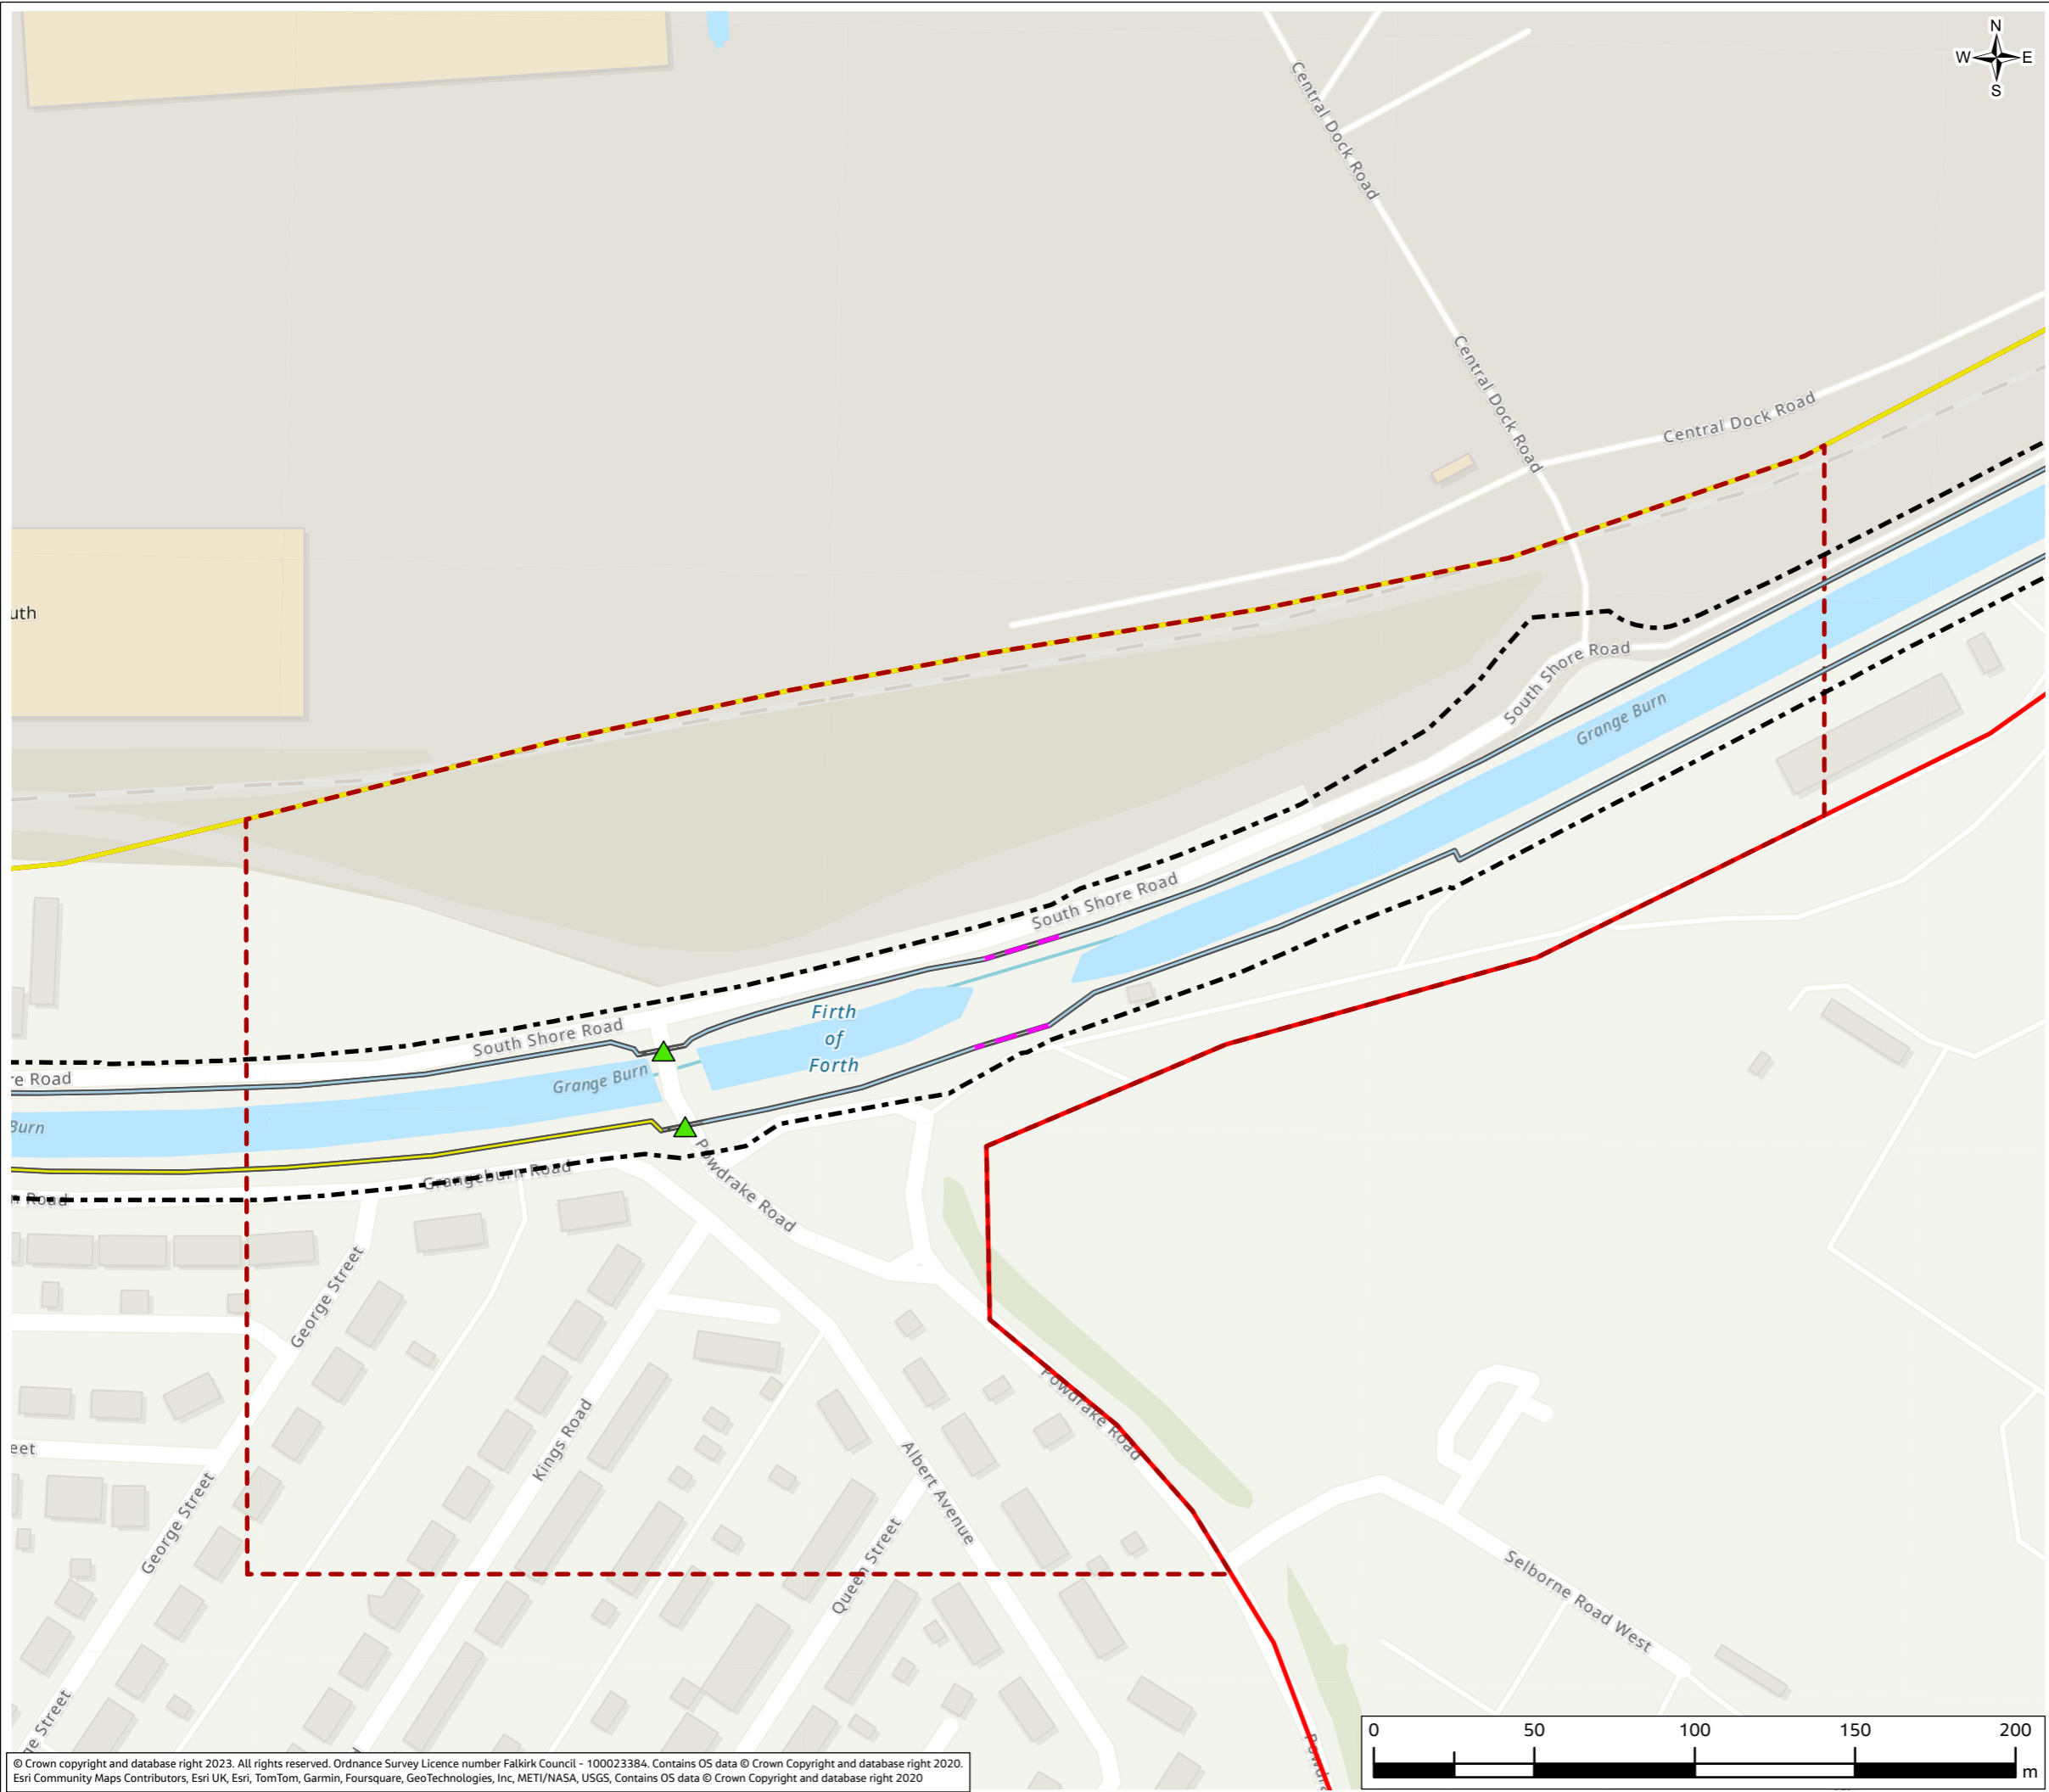 N
W E
S
Central Dock Road
Central Dock Road
Central Dock Road
uth
South Shore Road
Grange Burn
South Shore Road
Firth
of
Forth
South Shore Road
Grange Burn
re Road
Burn
Grangeburn Road
n Road
Powdrake Road
George Street
Powdrake Road
Kings Road
Albert Avenue
eet
George Street
Queen Street
Selborne Road West
ge Street
Powdra
0 50 100 150 200
m
© Crown copyright and database right 2023. All rights reserved. Ordnance Survey Licence number Falkirk Council - 100023384. Contains OS data © Crown Copyright and database right 2020.
Esri Community Maps Contributors, Esri UK, Esri, TomTom, Garmin, Foursquare, GeoTechnologies, Inc, METI/NASA, USGS, Contains OS data © Crown Copyright and database right 2020